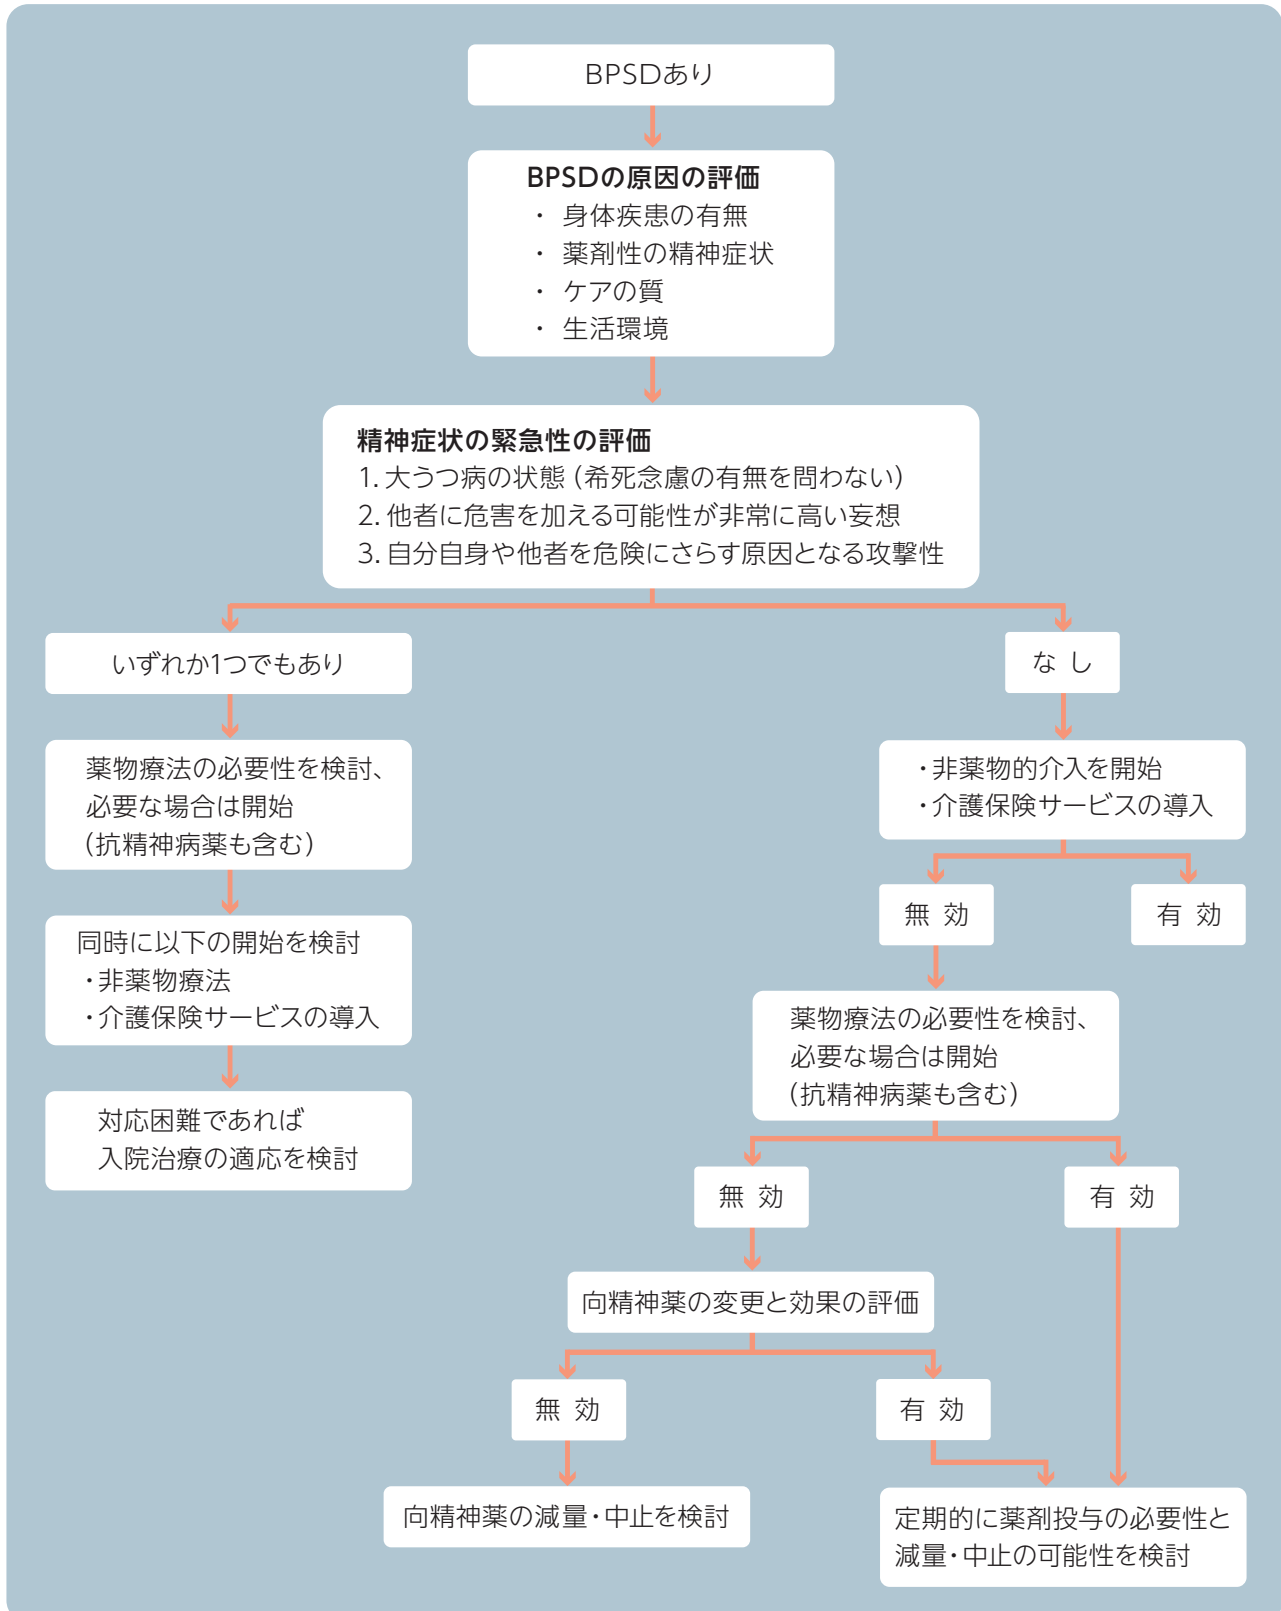 BPSDあり
BPSDの原因の評価
・ 身体疾患の有無
・ 薬剤性の精神症状
・ ケアの質
・ 生活環境
精神症状の緊急性の評価
1. 大うつ病の状態（希死念慮の有無を問わない）
2. 他者に危害を加える可能性が非常に高い妄想
3. 自分自身や他者を危険にさらす原因となる攻撃性
いずれか1つでもあり
な し
薬物療法の必要性を検討、
必要な場合は開始
（抗精神病薬も含む）
・非薬物的介入を開始
・介護保険サービスの導入
無 効
有 効
同時に以下の開始を検討
・非薬物療法
・介護保険サービスの導入
薬物療法の必要性を検討、
必要な場合は開始
（抗精神病薬も含む）
対応困難であれば
入院治療の適応を検討
無 効
有 効
向精神薬の変更と効果の評価
無 効
有 効
向精神薬の減量・中止を検討
定期的に薬剤投与の必要性と
減量・中止の可能性を検討